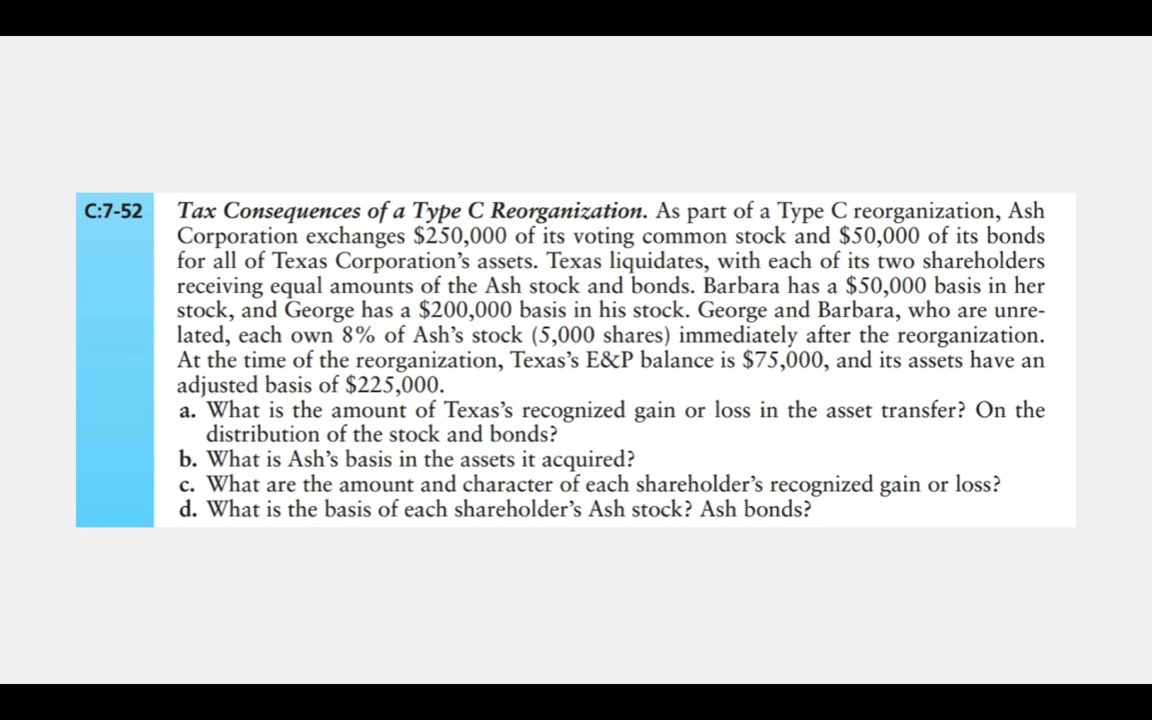 C:7-52 Tax Consequences of a Type C Reorganization. As part of a Type C reorganization, Ash
Corporation exchanges $250,000 of its voting common stock and $50,000 of its bonds
for all of Texas Corporation's assets. Texas liquidates, with each of its two shareholders
receiving equal amounts of the Ash stock and bonds. Barbara has a $50,000 basis in her
stock, and George has a $200,000 basis in his stock. George and Barbara, who are unre-
lated, each own 8% of Ash's stock (5,000 shares) immediately after the reorganization.
At the time of the reorganization, Texas's E&P balance is $75,000, and its assets have an
adjusted basis of $225,000.
a. What is the amount of Texas's recognized gain or loss in the asset transfer? On the
distribution of the stock and bonds?
b. What is Ash's basis in the assets it acquired?
c. What are the amount and character of each shareholder's recognized gain or loss?
d. What is the basis of each shareholder's Ash stock? Ash bonds?